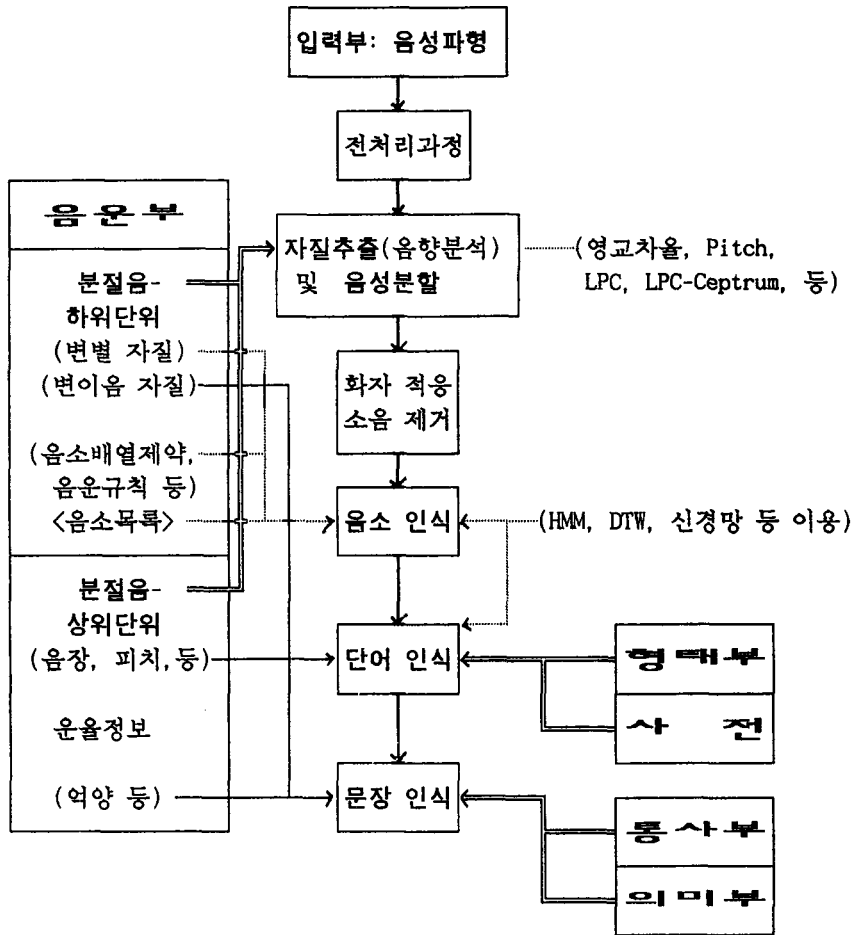 입력부: 음성파형
전처리과정
음운부
자질추출(음향분석)
및 음성분할
(영교차율, Pitch,
LPC, LPC-Ceptrum, 등)
분절음-
하위단위
(변별 자질)
(변이음 자질)
(음소배열제약,
음운규칙 등)
<음소목록>
화자 적응
소음 제거
음소 인식
(HMM, DTW, 신경망 등 이용)
분절음-
상위단위
(음장, 피치,등)
운율정보
(억양 등)
단어 인식
형태부
사 전
문장 인식
통사부
의미부